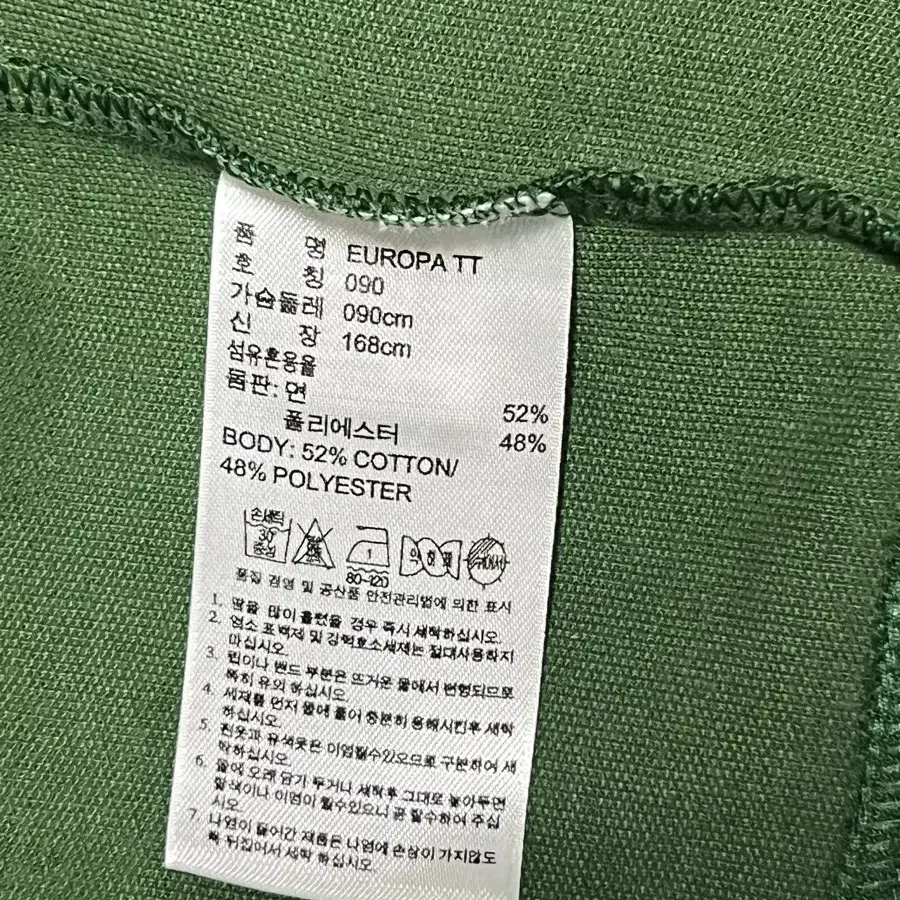 품 명 EUROPA TT
호 칭 090
가슴둘레 090cm
신 장 168cm
섬유혼용율
몸판: 면 52%
폴리에스터 48%
BODY: 52% COTTON/
48% POLYESTER
손세탁
30
중성
1
80-120
약하게
품질 경영 및 공산품 안전관리법에 의한 표시
1. 땀을 많이 흘렸을 경우 즉시 세탁하십시오.
2. 염소 표백제 및 강력효소세제는 절대사용하지
마십시오.
3. 립이나 밴드 부분은 뜨거운 물에서 변형되므로
특히 유의 하십시오.
4. 세제를 먼저 물에 풀어 충분히 용해시킨후 세탁
하십시오.
5. 흰옷과 유색옷은 이염될수있으므로 구분하여 세
탁하십시오.
6. 물에 오래 담가 두거나 세탁후 그대로 놓아두면
탈색이나 이염이 될수있으니 곧 탈수하여 주십
시오.
7. 나염이 들어간 제품은 나염에 손상이 가지않도
록 뒤집어서 세탁 하십시오.